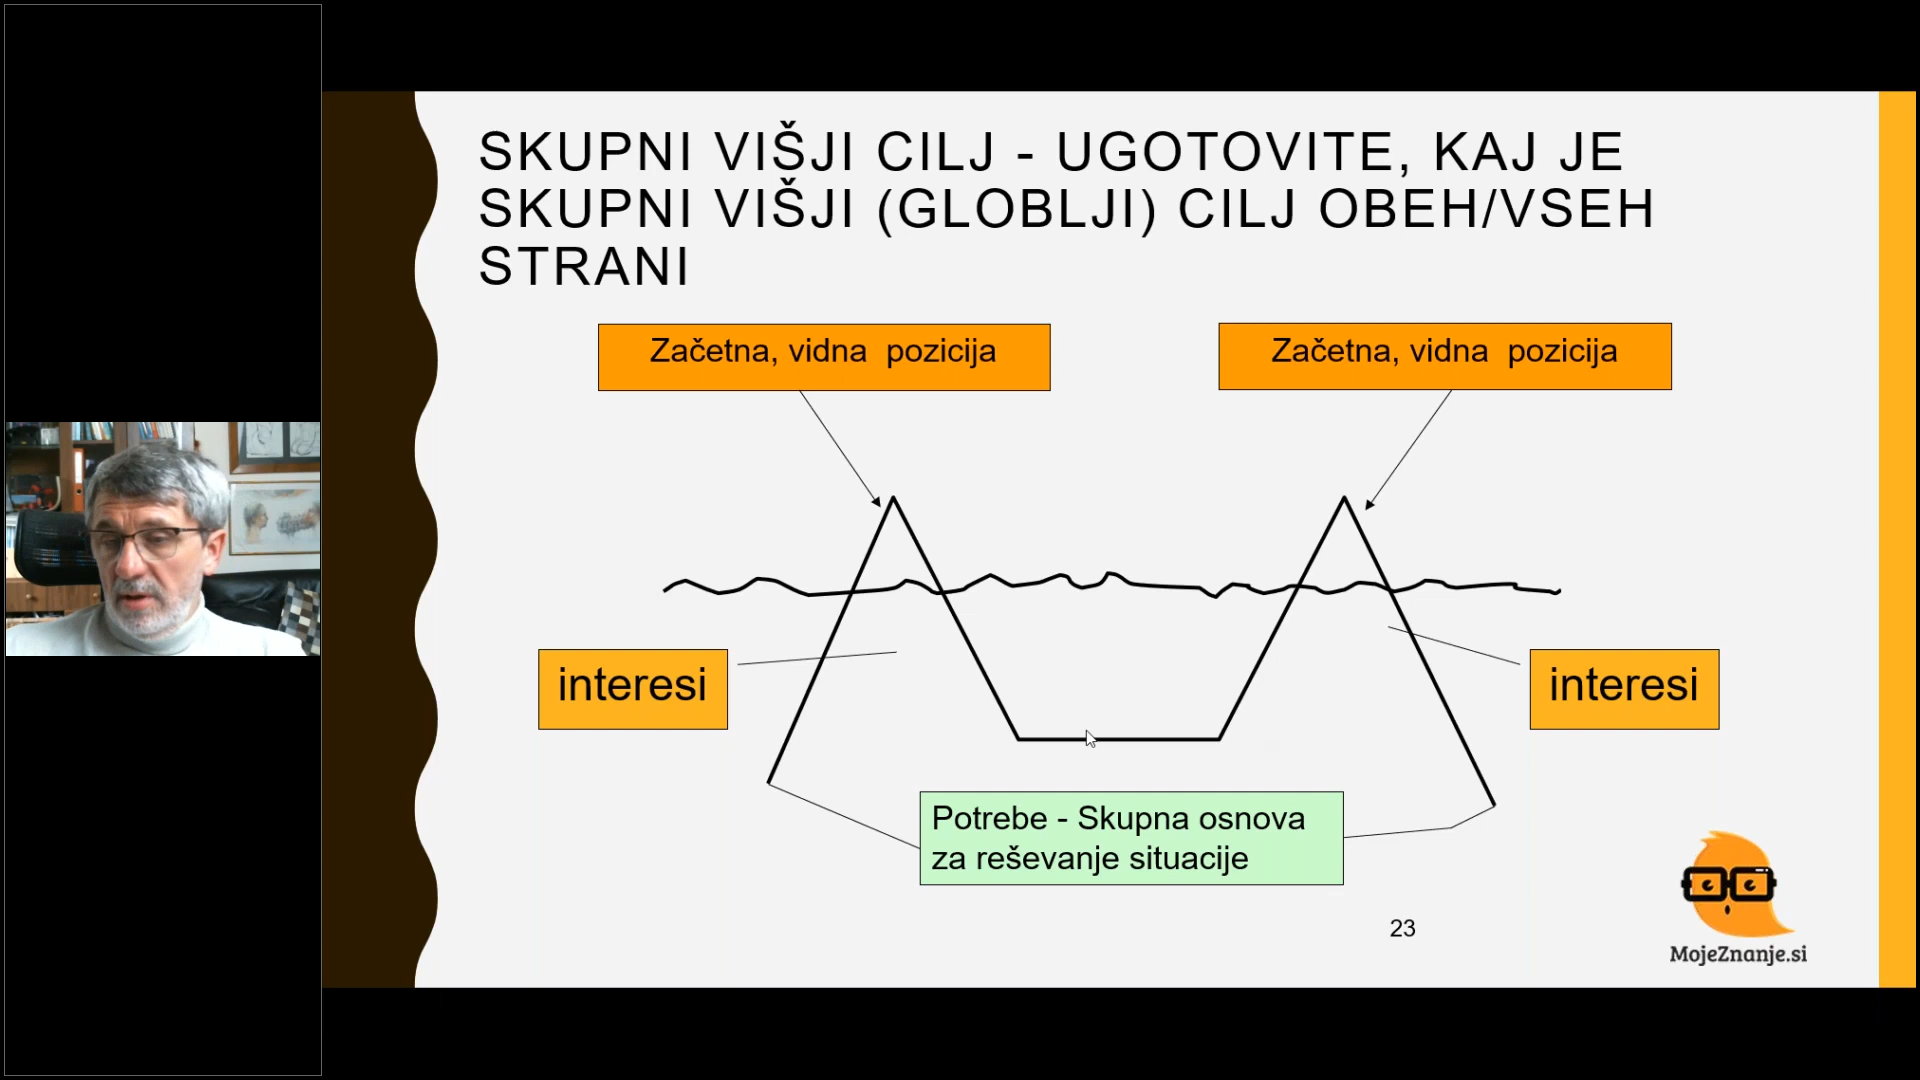 SKUPNI VIŠJI CILJ - UGOTOVITE, KAJ JE
SKUPNI VIŠJI (GLOBLJI) CILJ OBEH/VSEH
STRANI
Začetna, vidna  pozicija
Začetna, vidna  pozicija
interesi
interesi
Potrebe - Skupna osnova
za reševanje situacije
23
MojeZnanje.si